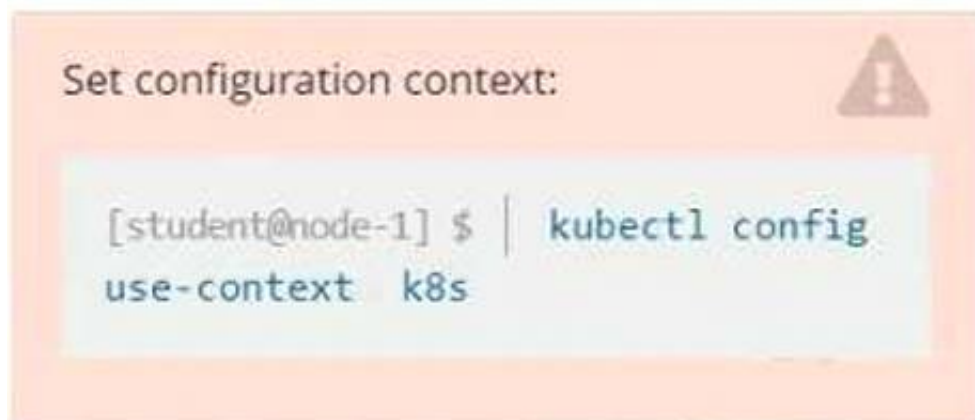 Set configuration context:
[student@node-1] $ | kubectl config
use-context k8s